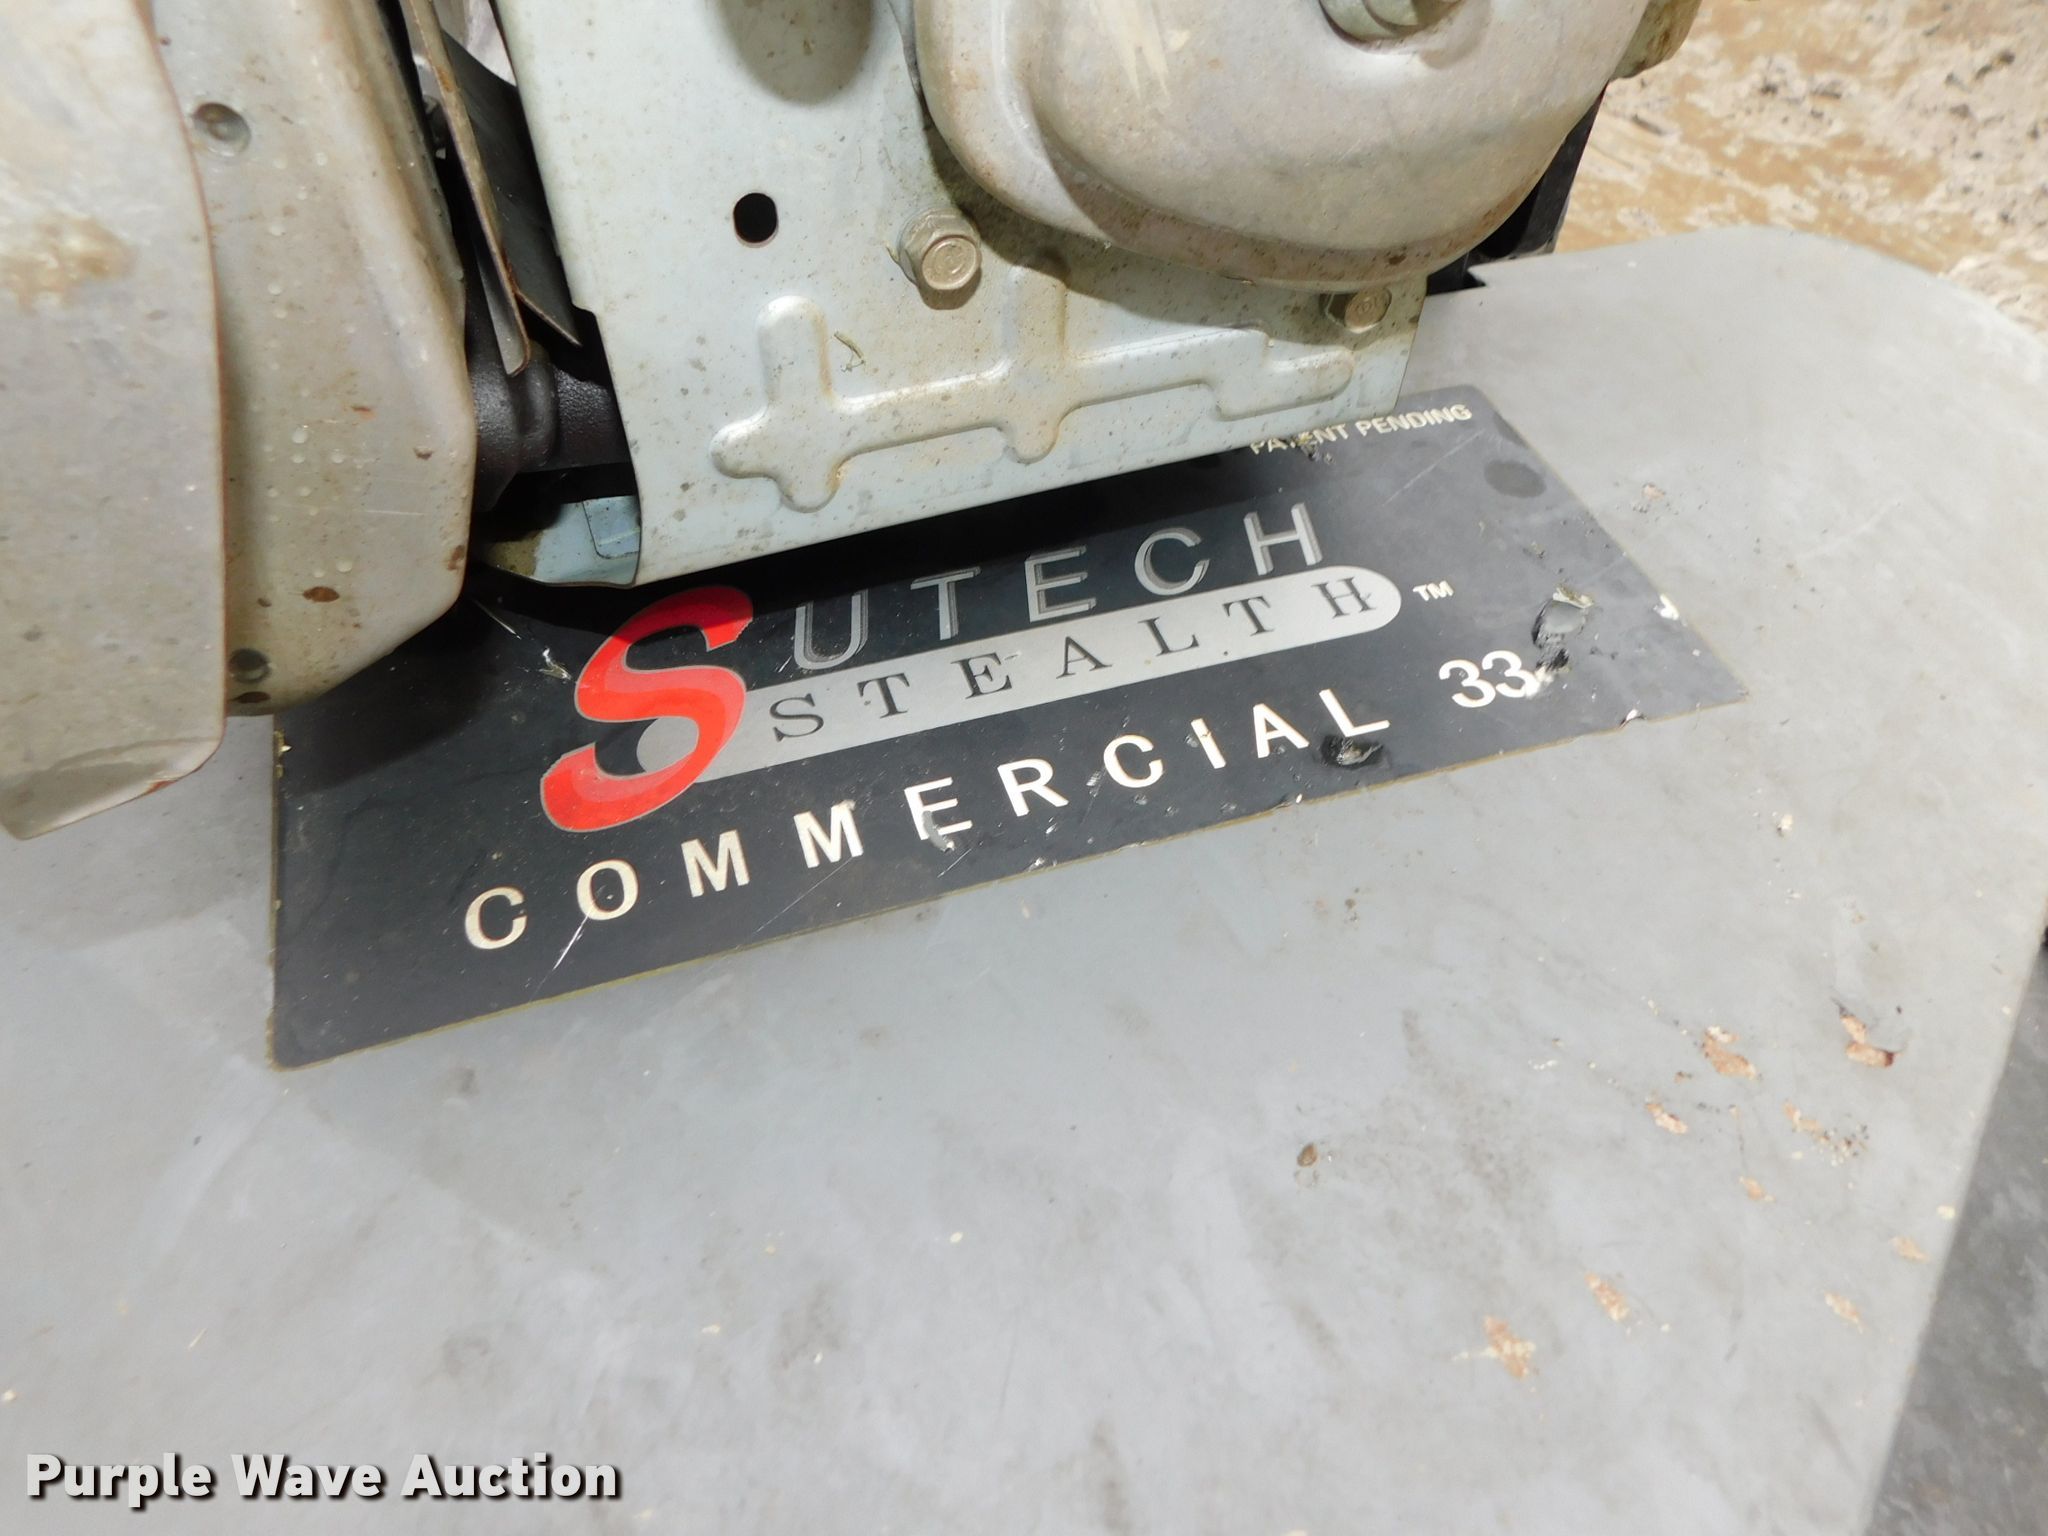 PATENT PENDING
SUTECH
STEALTH TM
COMMERCIAL 33
Purple Wave Auction